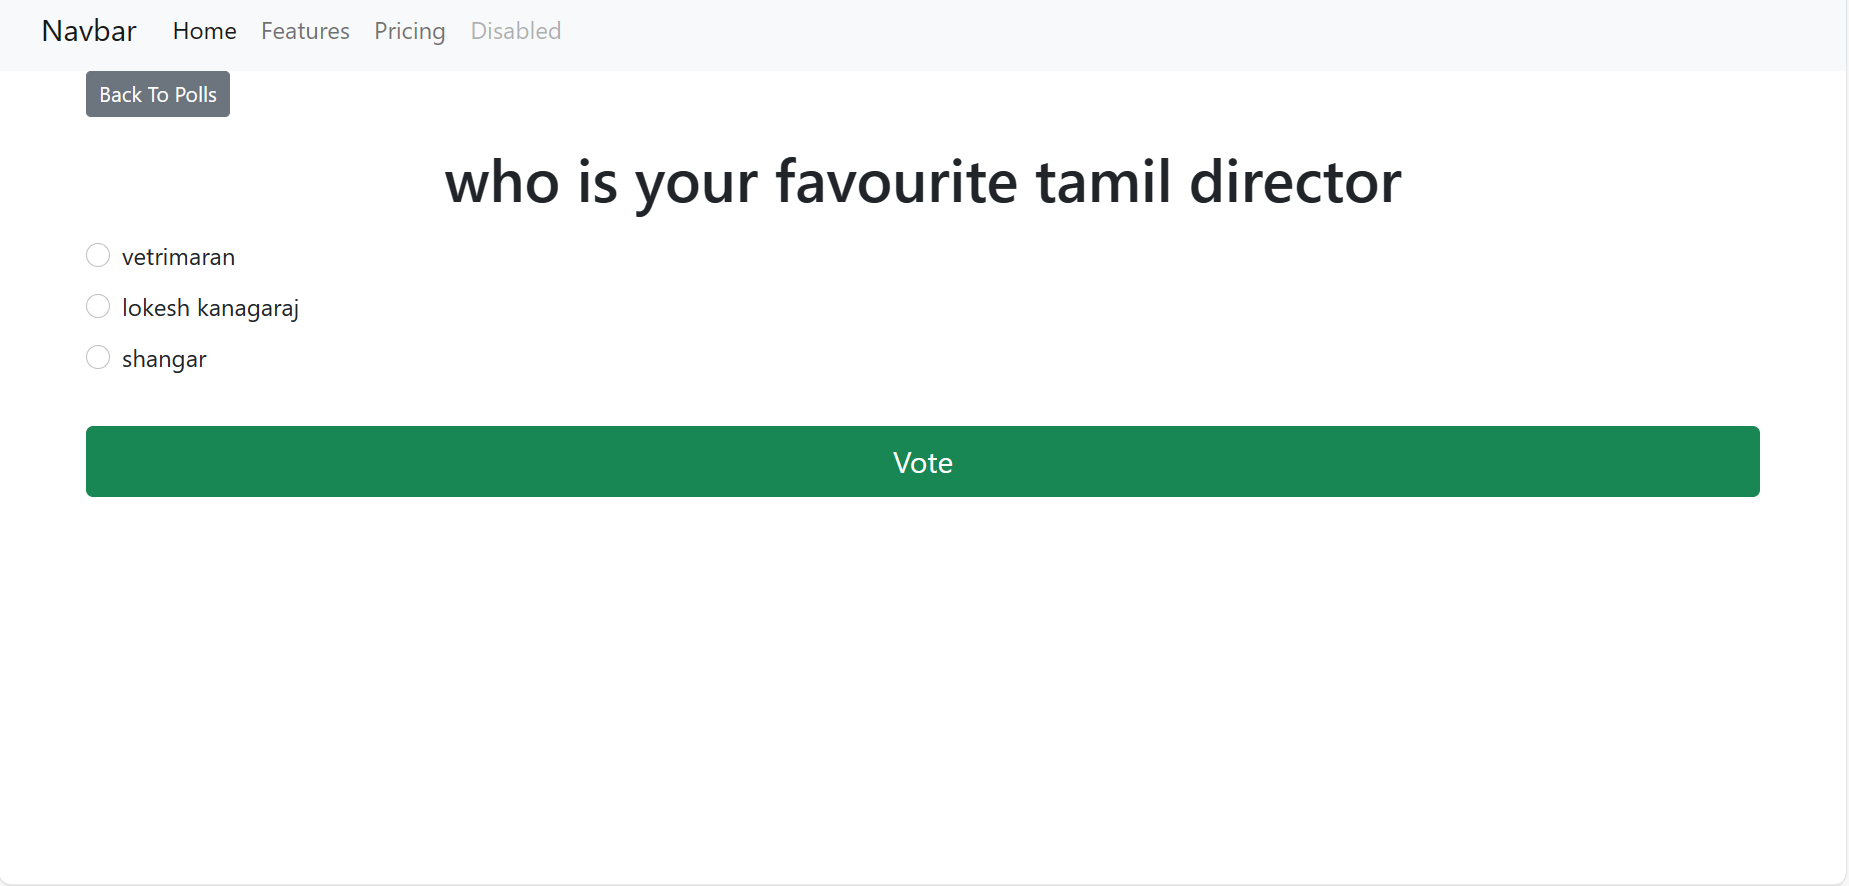 Navbar Home Features Pricing Disabled
Back To Polls
who is your favourite tamil director
vetrimaran
lokesh kanagaraj
shangar
Vote